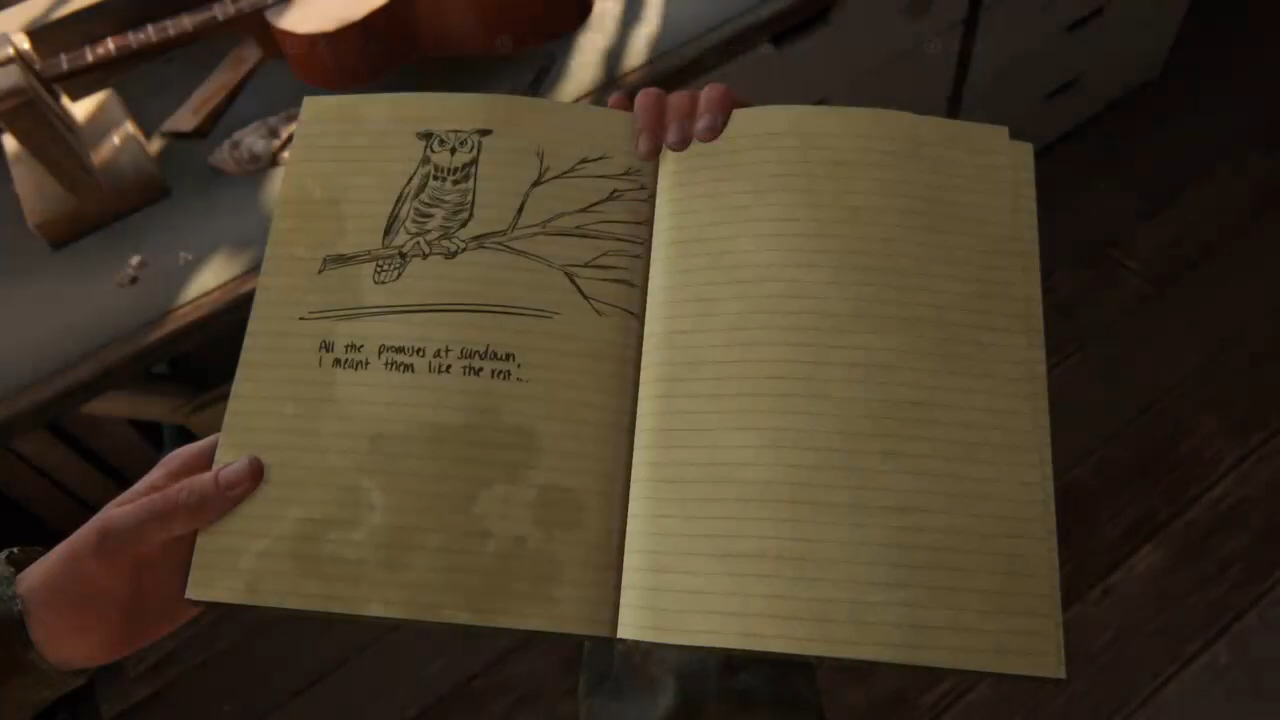 All the promises at sundown,
I meant them like the rest...